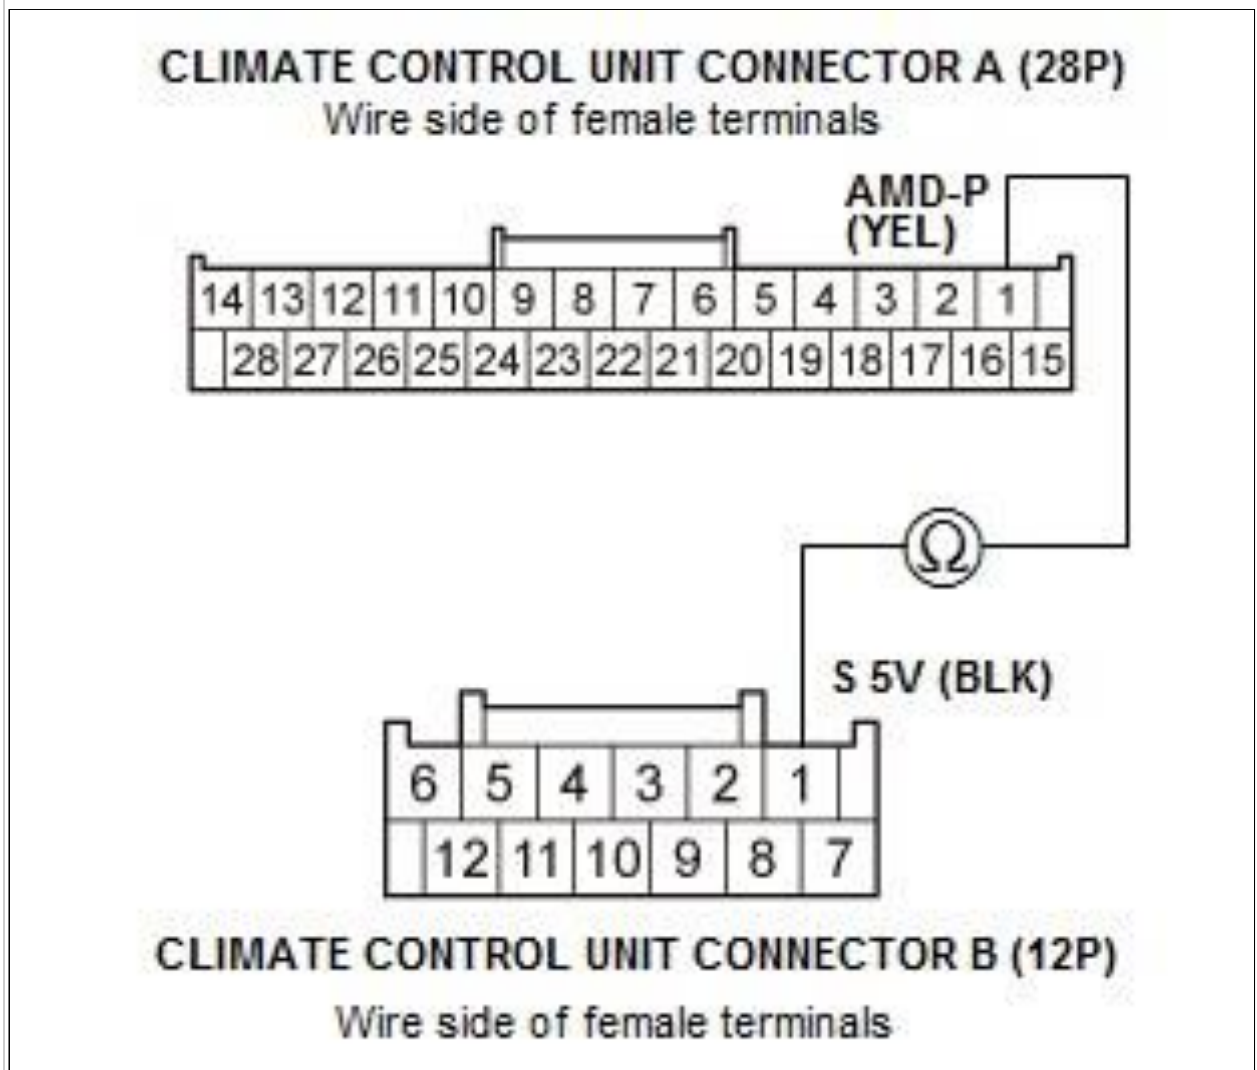 CLIMATE CONTROL UNIT CONNECTOR A (28P)
Wire side of female terminals
AMD-P
(YEL)
14 13 12 11 10 9 8 7 6 5 4 3 2 1
28 27 26 25 24 23 22 21 20 19 18 17 16 15
Ω
S 5V (BLK)
6 5 4 3 2 1
12 11 10 9 8 7
CLIMATE CONTROL UNIT CONNECTOR B (12P)
Wire side of female terminals